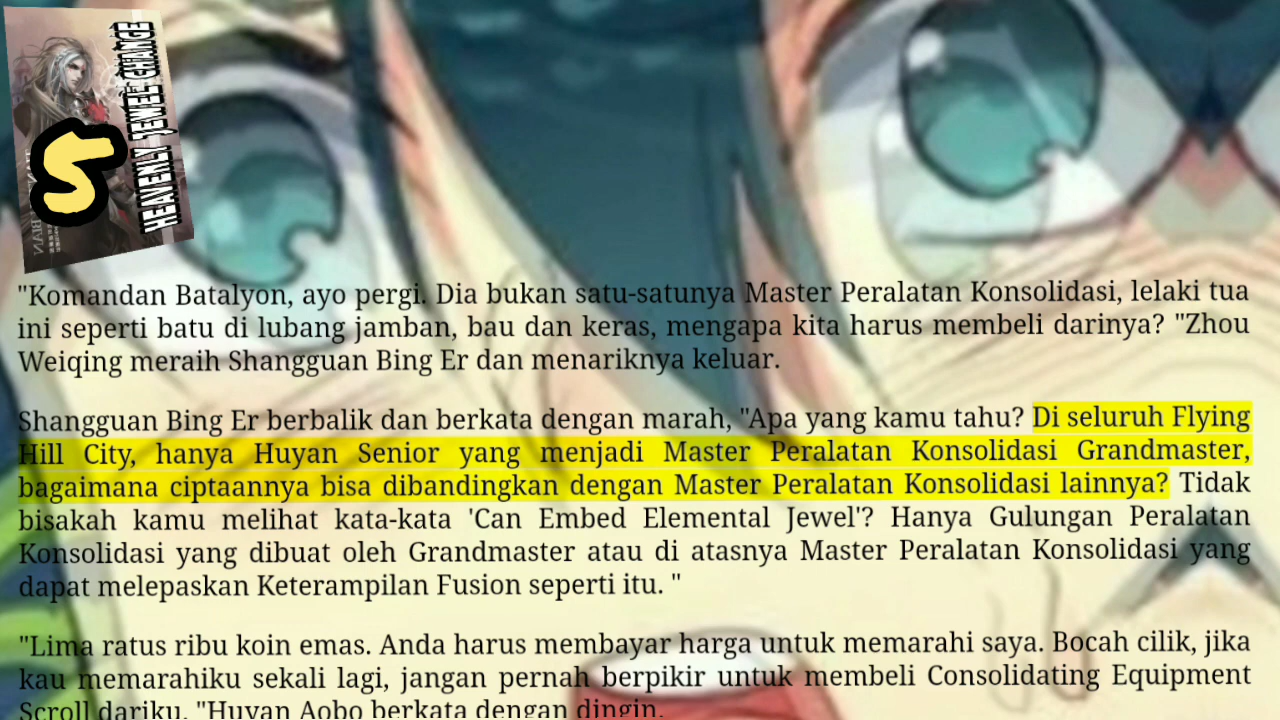 HEAVENLY JEWEL CHANGE
5
"Komandan Batalyon, ayo pergi. Dia bukan satu-satunya Master Peralatan Konsolidasi, lelaki tua
ini seperti batu di lubang jamban, bau dan keras, mengapa kita harus membeli darinya? "Zhou
Weiqing meraih Shangguan Bing Er dan menariknya keluar.
Shangguan Bing Er berbalik dan berkata dengan marah, "Apa yang kamu tahu? Di seluruh Flying
Hill City, hanya Huyan Senior yang menjadi Master Peralatan Konsolidasi Grandmaster,
bagaimana ciptaannya bisa dibandingkan dengan Master Peralatan Konsolidasi lainnya? Tidak
bisakah kamu melihat kata-kata 'Can Embed Elemental Jewel'? Hanya Gulungan Peralatan
Konsolidasi yang dibuat oleh Grandmaster atau di atasnya Master Peralatan Konsolidasi yang
dapat melepaskan Keterampilan Fusion seperti itu. "
"Lima ratus ribu koin emas. Anda harus membayar harga untuk memarahi saya. Bocah cilik, jika
kau memarahiku sekali lagi, jangan pernah berpikir untuk membeli Consolidating Equipment
Scroll dariku. "Huyan Aobo berkata dengan dingin.